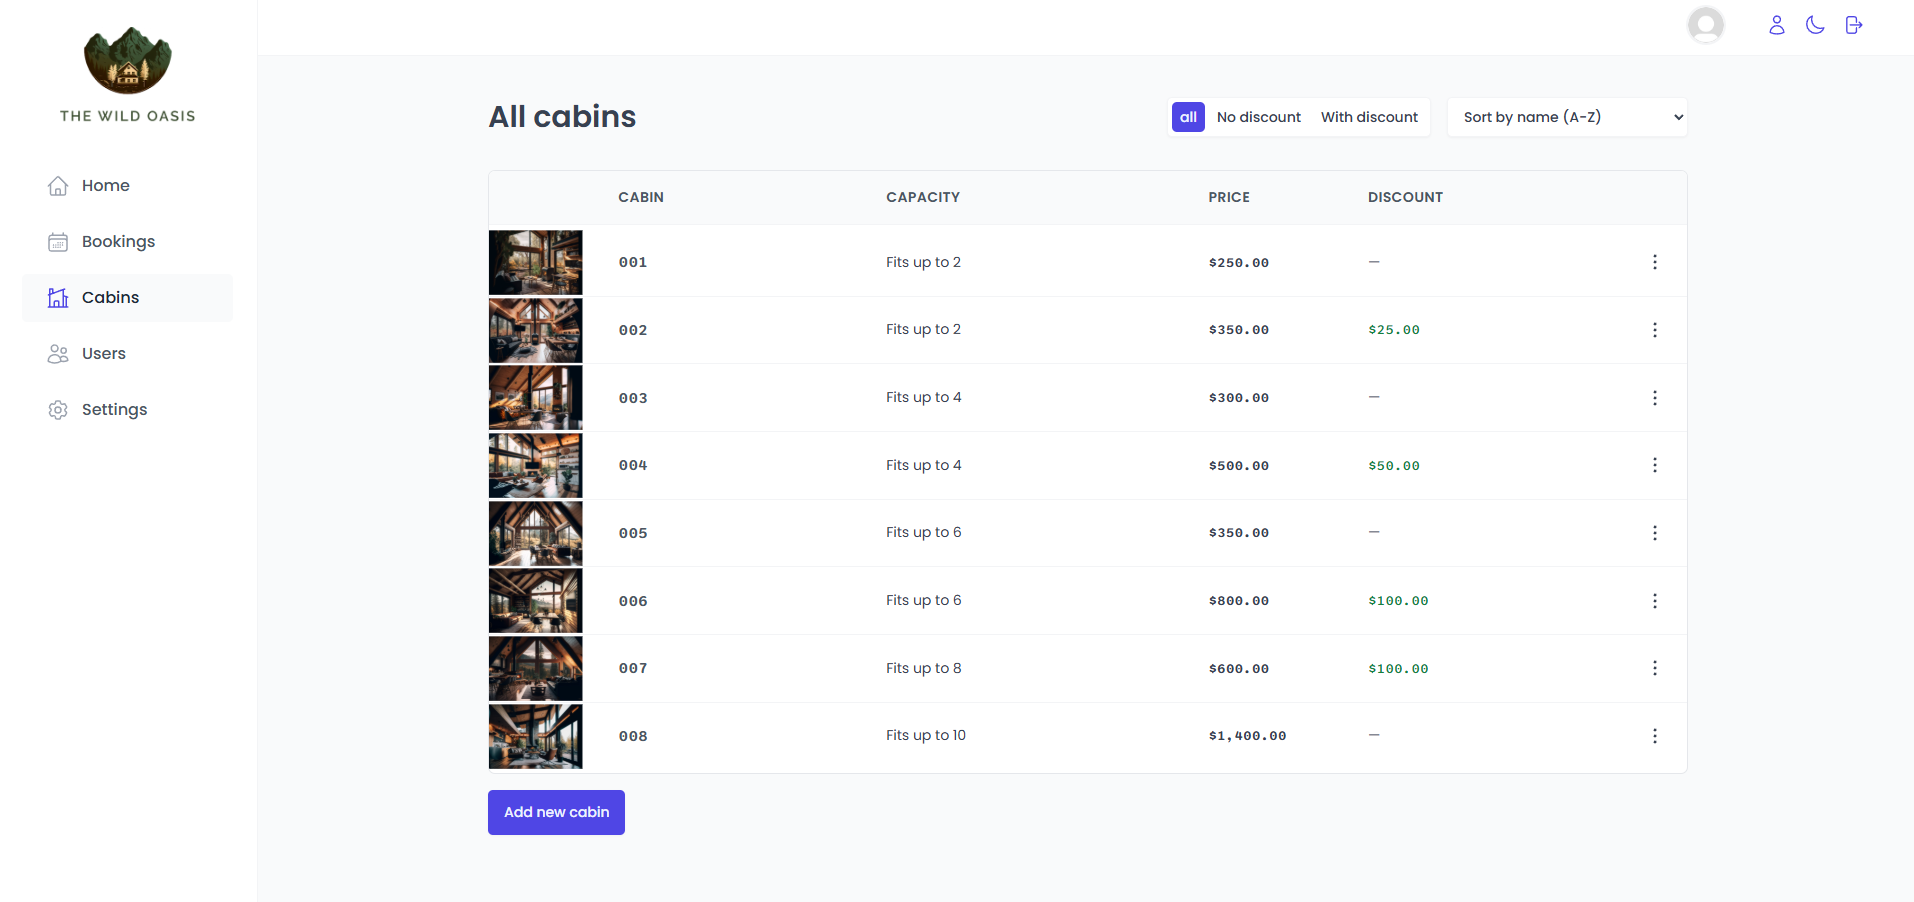 THE WILD OASIS
Home
Bookings
Cabins
Users
Settings
All cabins
all No discount With discount Sort by name (A-Z)
CABIN CAPACITY PRICE DISCOUNT
001 Fits up to 2 $250.00 —
002 Fits up to 2 $350.00 $25.00
003 Fits up to 4 $300.00 —
004 Fits up to 4 $500.00 $50.00
005 Fits up to 6 $350.00 —
006 Fits up to 6 $800.00 $100.00
007 Fits up to 8 $600.00 $100.00
008 Fits up to 10 $1,400.00 —
Add new cabin